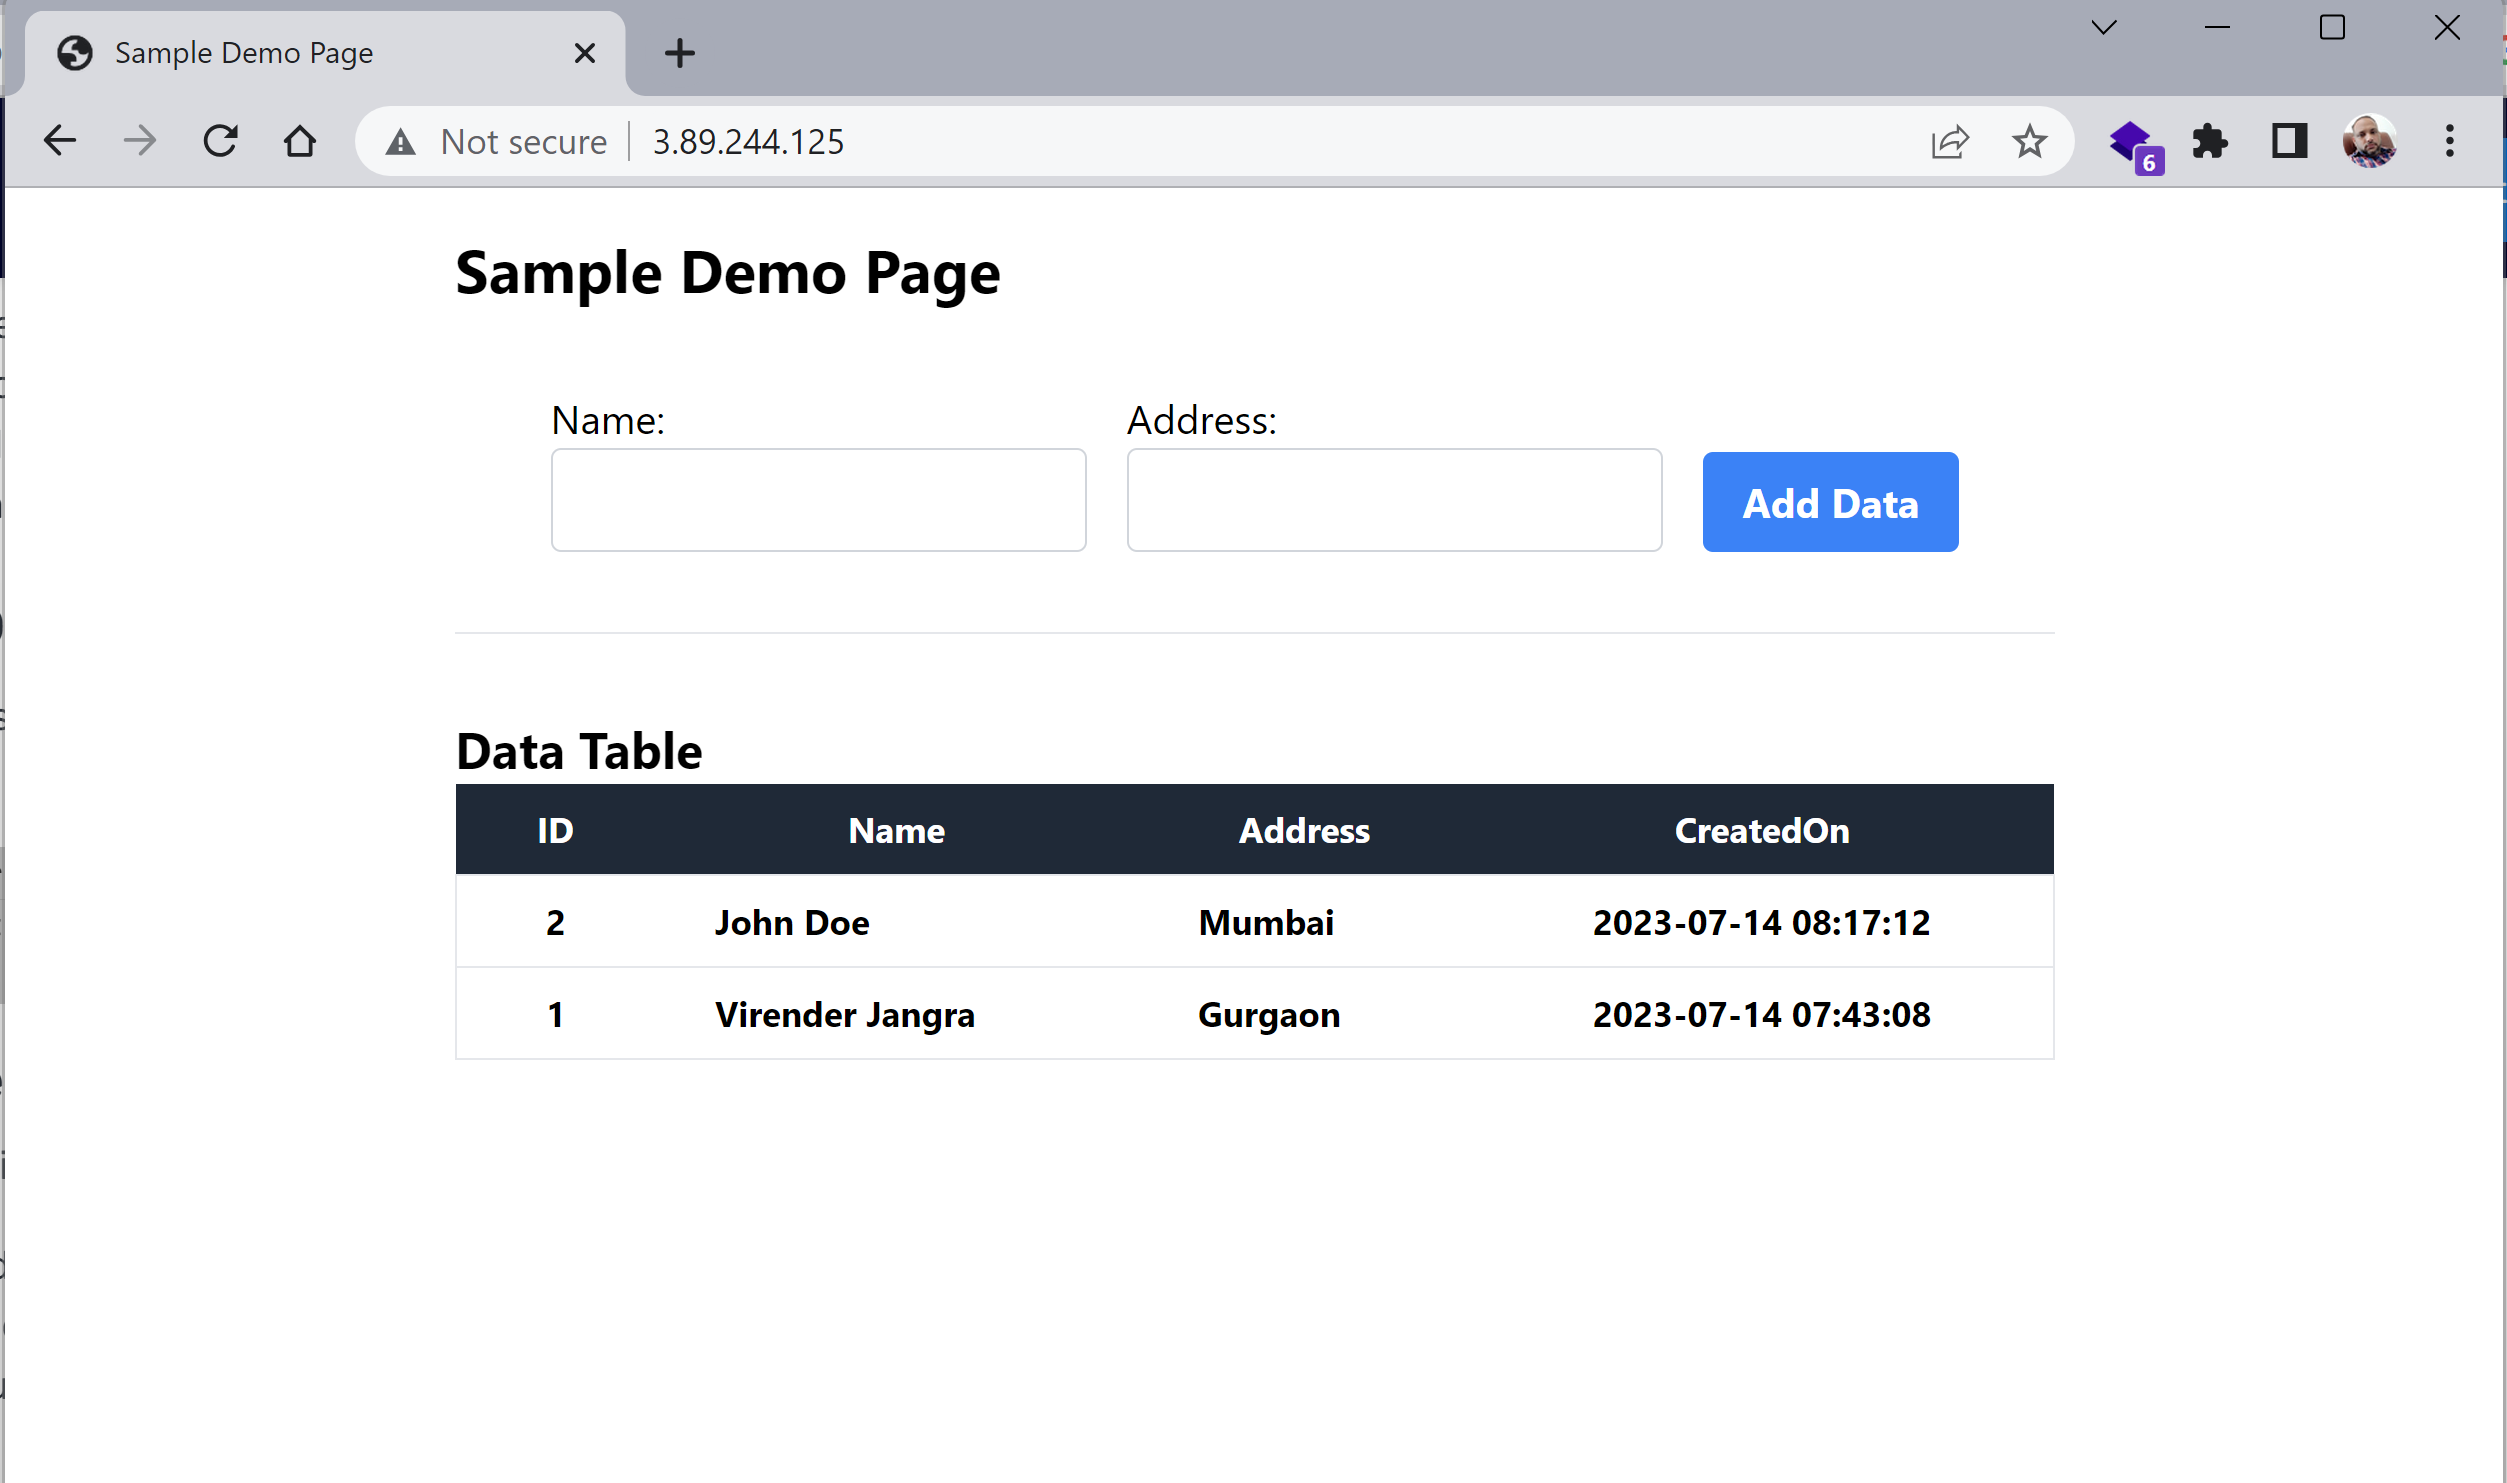 Sample Demo Page
Not secure 3.89.244.125
6
Sample Demo Page
Name: Address:
Add Data
Data Table
ID Name Address CreatedOn
2 John Doe Mumbai 2023-07-14 08:17:12
1 Virender Jangra Gurgaon 2023-07-14 07:43:08